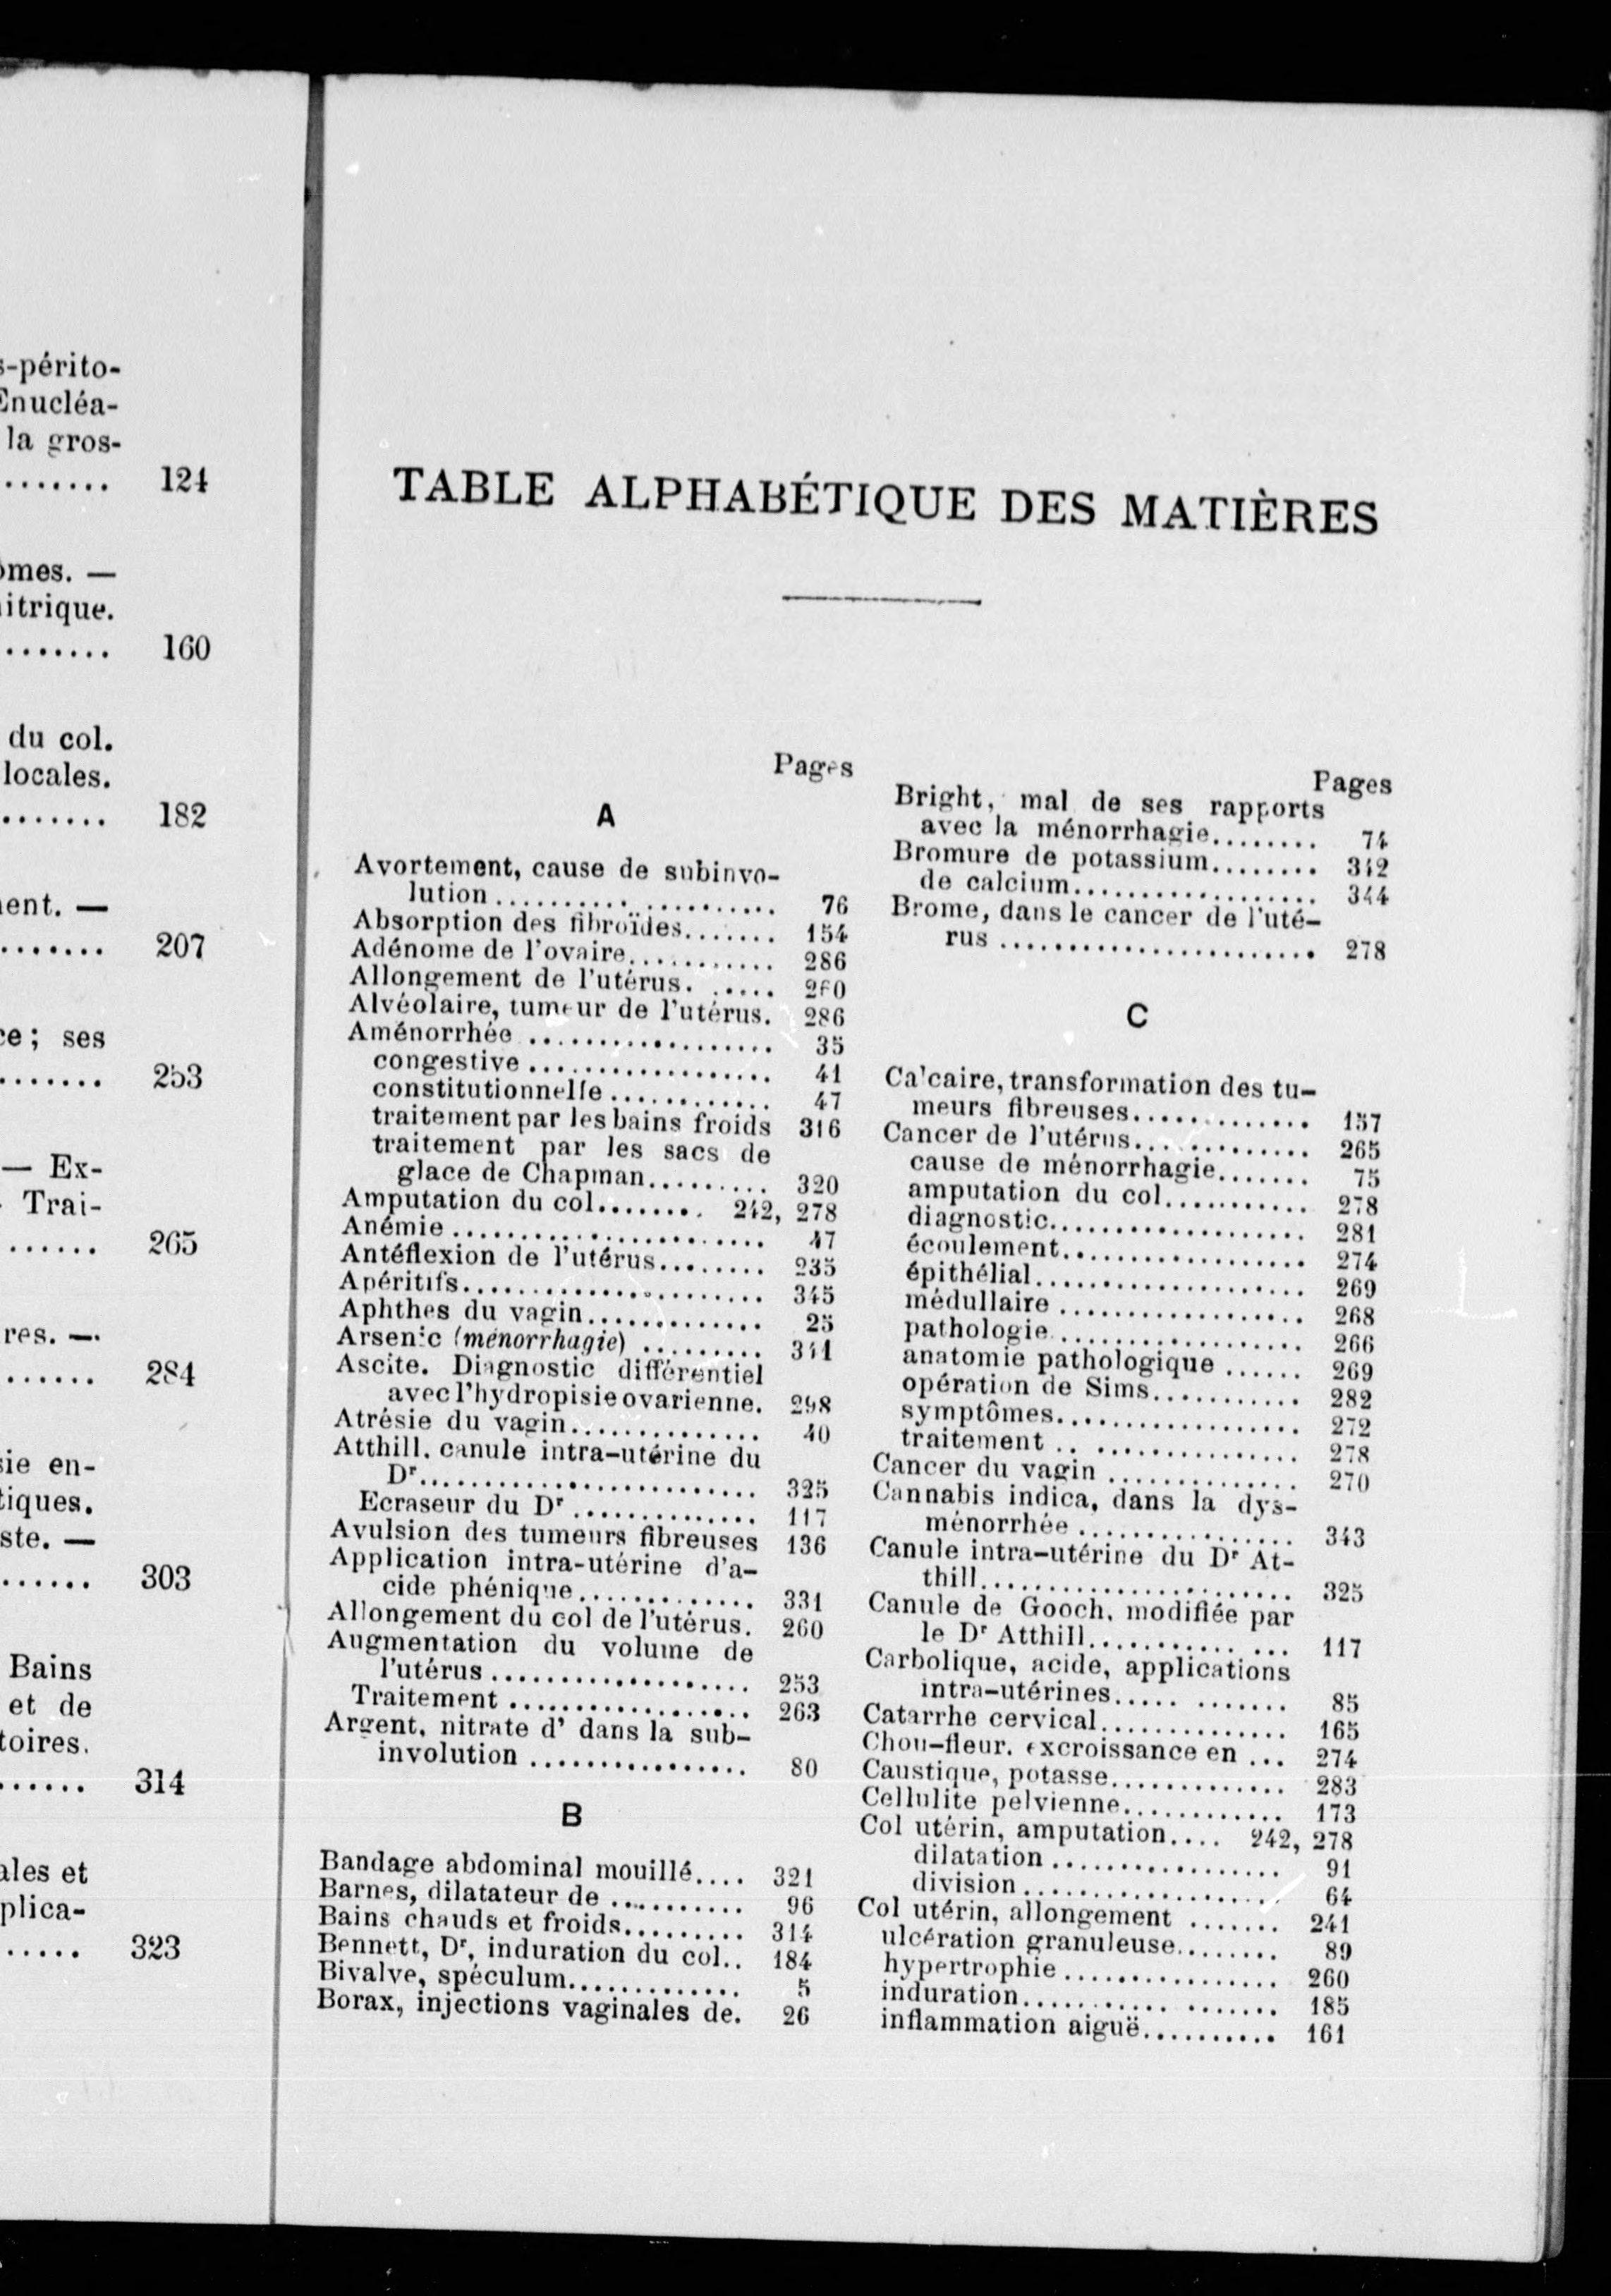 s-périto-
Enucléa-
la gros-
....... 124
omes. —
itrique.
....... 160
du col.
locales.
....... 182
ment. —
....... 207
ce; ses
....... 253
— Ex-
Trai-
...... 265
res. —
...... 284
sie en-
tiques.
ste. —
...... 303
Bains
et de
toires.
...... 314
ales et
plica-
..... 323
TABLE ALPHABÉTIQUE DES MATIÈRES
Pages
A
Avortement, cause de subinvo-
lution .................... 76
Absorption des fibroïdes....... 154
Adénome de l'ovaire........... 286
Allongement de l'utérus. ..... 260
Alvéolaire, tumeur de l'utérus. 286
Aménorrhée .................. 35
congestive .................. 41
constitutionnelle ............ 47
traitement par les bains froids 316
traitement par les sacs de
glace de Chapman......... 320
Amputation du col........ 242, 278
Anémie ....................... 47
Antéflexion de l'utérus........ 235
Apéritifs...................... 345
Aphthes du vagin............. 25
Arsenic (ménorrhagie) ......... 341
Ascite. Diagnostic différentiel
avec l'hydropisie ovarienne. 298
Atrésie du vagin.............. 40
Atthill. canule intra-utérine du
Dr.......................... 325
Ecraseur du Dr .............. 117
Avulsion des tumeurs fibreuses 136
Application intra-utérine d'a-
cide phénique............. 331
Allongement du col de l'utérus. 260
Augmentation du volume de
l'utérus ................... 253
Traitement .................. 263
Argent, nitrate d' dans la sub-
involution ................ 80
B
Bandage abdominal mouillé.... 321
Barnes, dilatateur de .......... 96
Bains chauds et froids......... 314
Bennett, Dr, induration du col.. 184
Bivalve, spéculum............. 5
Borax, injections vaginales de. 26
Pages
Bright, mal de ses rapports
avec la ménorrhagie........ 74
Bromure de potassium........ 342
de calcium.................. 344
Brome, dans le cancer de l'uté-
rus ....................... 278
C
Calcaire, transformation des tu-
meurs fibreuses............. 157
Cancer de l'utérus............. 265
cause de ménorrhagie....... 75
amputation du col........... 278
diagnostic................... 281
écoulement.................. 274
épithélial.................... 269
médullaire .................. 268
pathologie................... 266
anatomie pathologique ...... 269
opération de Sims........... 282
symptômes.................. 272
traitement .. ............... 278
Cancer du vagin .............. 270
Cannabis indica, dans la dys-
ménorrhée ................ 343
Canule intra-utérine du Dr At-
thill....................... 325
Canule de Gooch, modifiée par
le Dr Atthill........... ... 117
Carbolique, acide, applications
intra-utérines..... ....... 85
Catarrhe cervical.............. 165
Chou-fleur. excroissance en ... 274
Caustique, potasse............. 283
Cellulite pelvienne............ 173
Col utérin, amputation.... 242, 278
dilatation ................. 91
division................... 64
Col utérin, allongement ....... 241
ulcération granuleuse........ 89
hypertrophie ................ 260
induration........... ....... 185
inflammation aiguë.......... 161